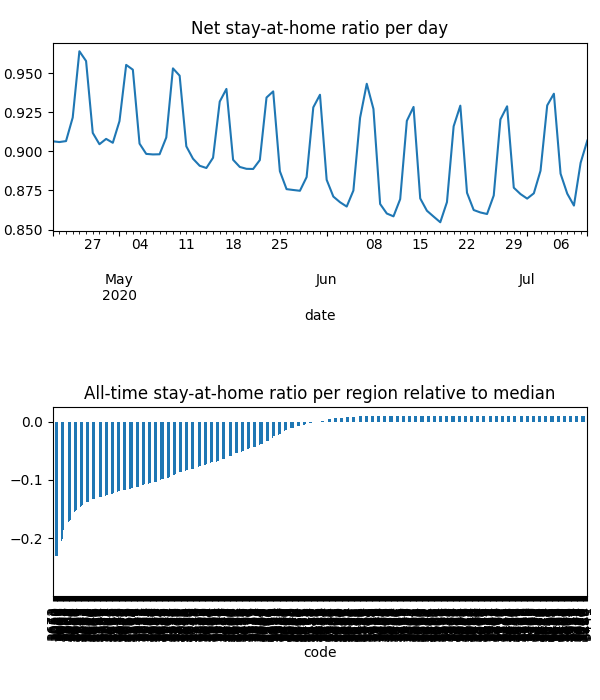 Net stay-at-home ratio per day
0.950
0.925
0.900
0.875
0.850
27 04 11 18 25 08 15 22 29 06
May Jun Jul
2020
date
All-time stay-at-home ratio per region relative to median
0.0
−0.1
−0.2
code